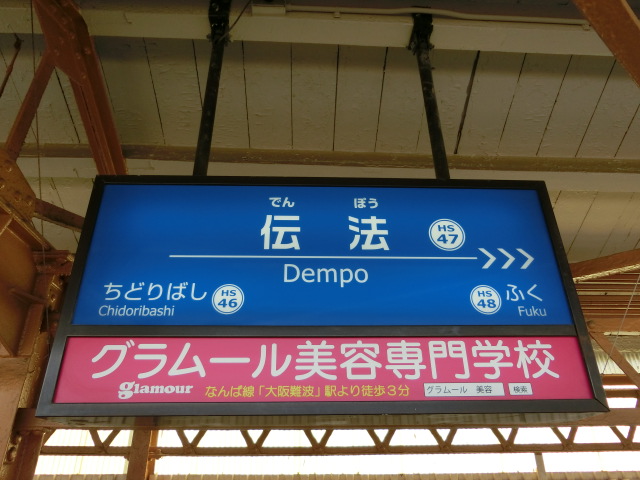 でん ぽう
伝 法 HS 47
Dempo
ちどりばし HS 46 HS 48 ふく
Chidoribashi Fuku
グラムール美容専門学校
glamour なんば線「大阪難波」駅より徒歩3分 グラムール 美容 検索